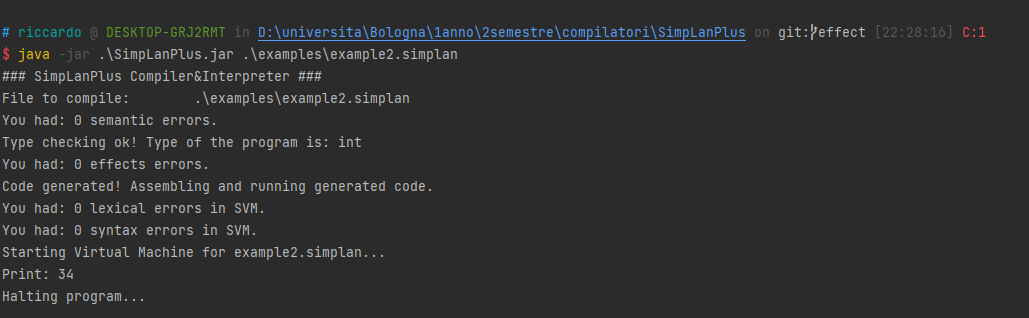 # riccardo @ DESKTOP-GRJ2RMT in D:\universita\Bologna\1anno\2semestre\compilatori\SimpLanPlus on git:?effect [22:28:16] C:1
$ java -jar .\SimpLanPlus.jar .\examples\example2.simplan
### SimpLanPlus Compiler&Interpreter ###
File to compile:        .\examples\example2.simplan
You had: 0 semantic errors.
Type checking ok! Type of the program is: int
You had: 0 effects errors.
Code generated! Assembling and running generated code.
You had: 0 lexical errors in SVM.
You had: 0 syntax errors in SVM.
Starting Virtual Machine for example2.simplan...
Print: 34
Halting program...